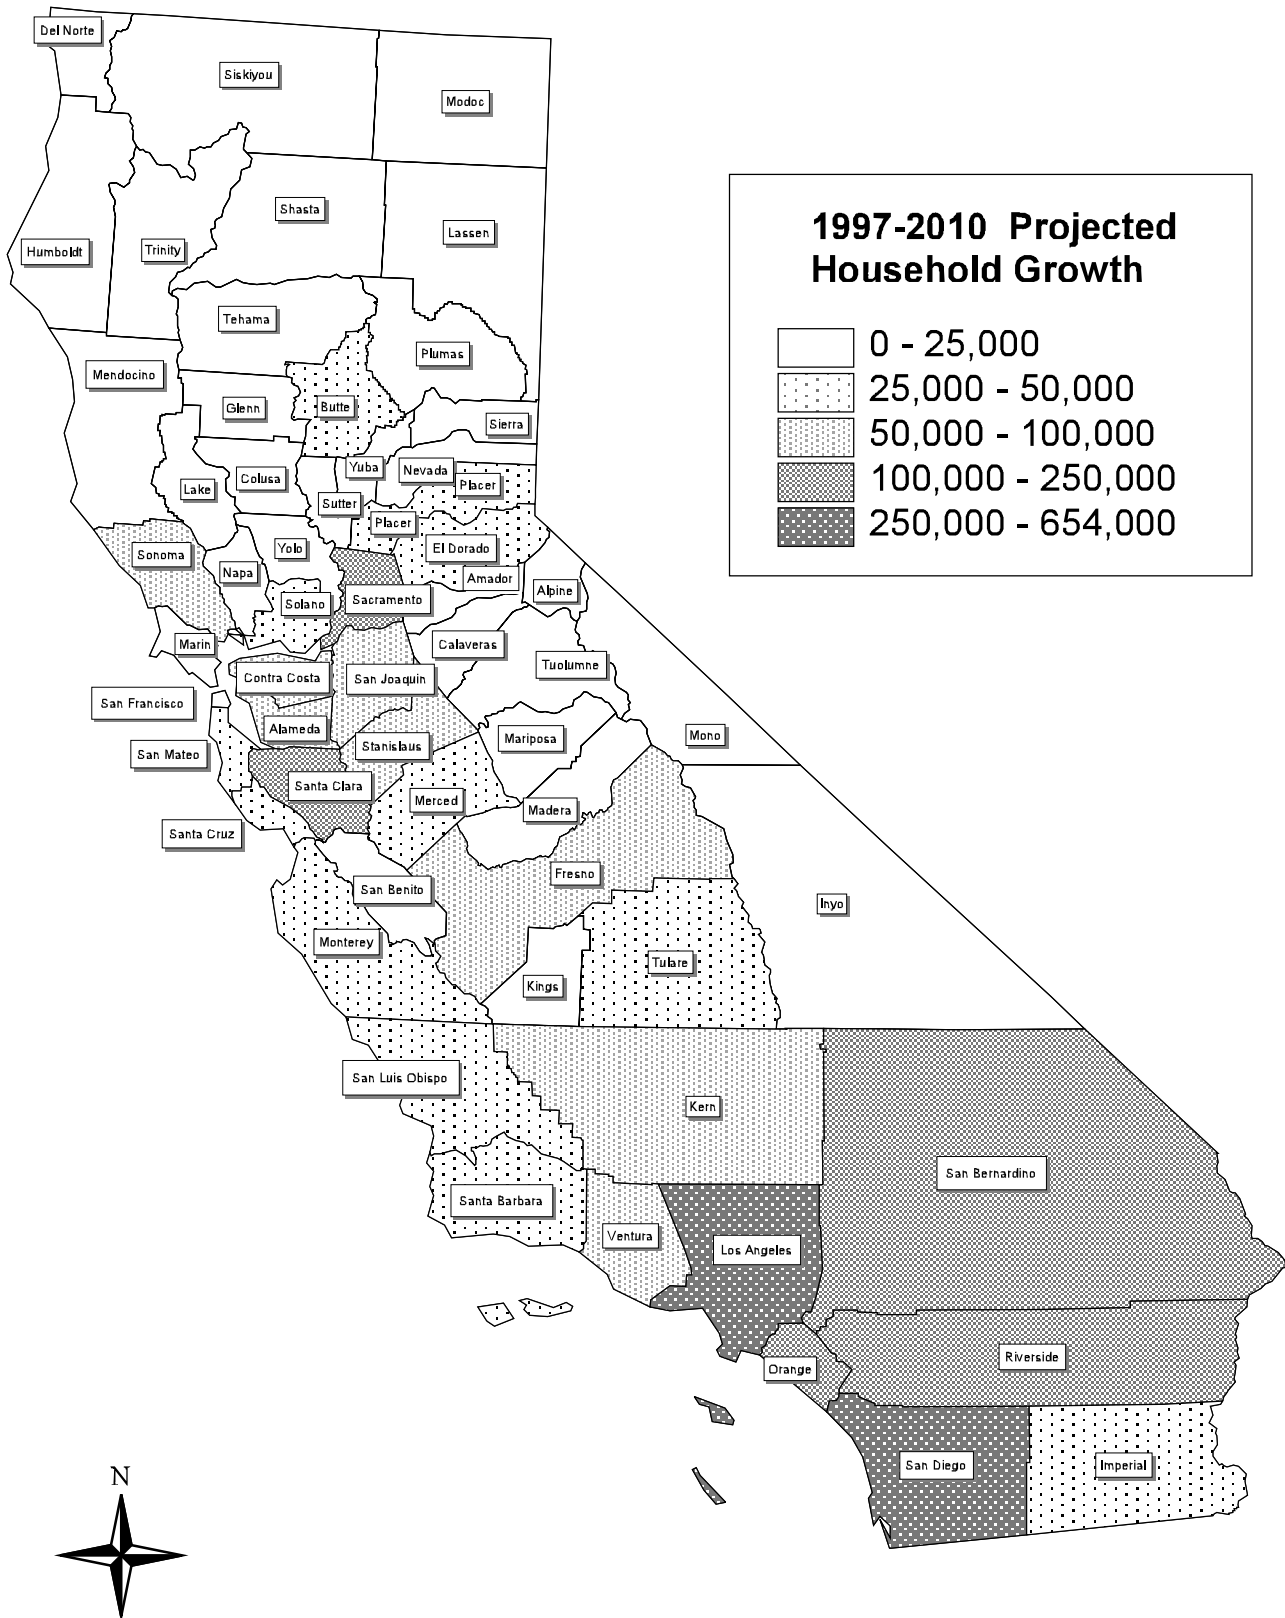 Del Norte
Siskiyou
Modoc
Shasta
Lassen
Humboldt
Trinity
1997-2010 Projected
Household Growth
0 - 25,000
25,000 - 50,000
50,000 - 100,000
100,000 - 250,000
250,000 - 654,000
Tehama
Plumas
Mendocino
Glenn
Butte
Sierra
Yuba
Nevada
Colusa
Placer
Lake
Sutter
Placer
Yolo
El Dorado
Sonoma
Napa
Amador
Alpine
Solano
Sacramento
Marin
Calaveras
Tuolumne
Contra Costa
San Joaquin
San Francisco
Alameda
Mono
Mariposa
Stanislaus
San Mateo
Santa Clara
Merced
Madera
Santa Cruz
Fresno
San Benito
Inyo
Monterey
Tulare
Kings
San Luis Obispo
Kern
San Bernardino
Santa Barbara
Ventura
Los Angeles
Riverside
Orange
San Diego
Imperial
N